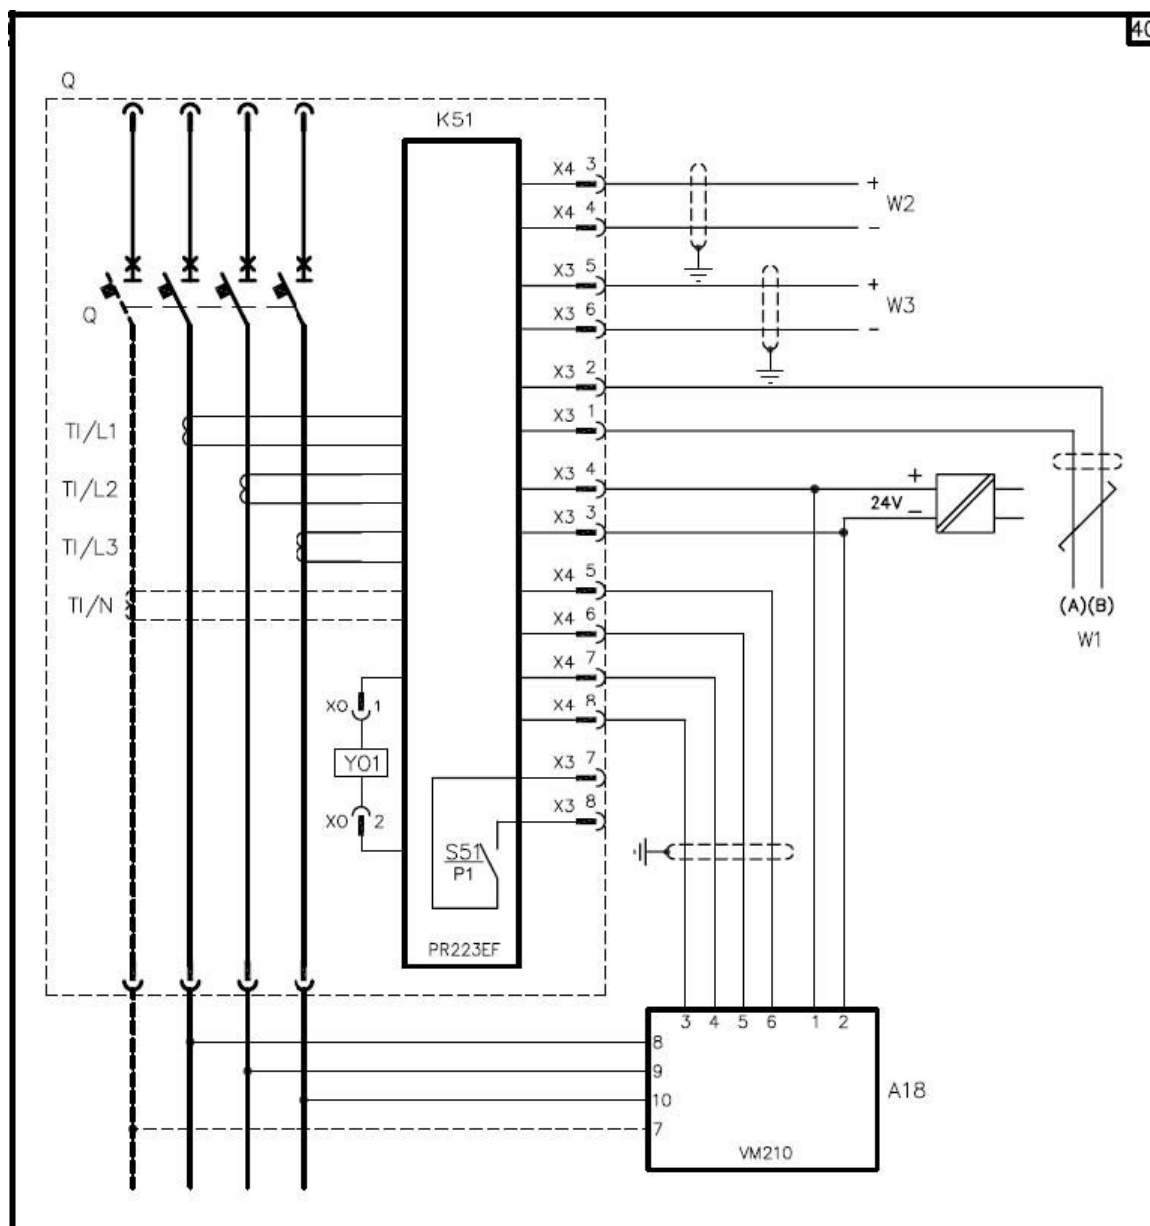 40
Q
K51
X4 3
+
W2
X4 4
-
X3 5
+
W3
Q
X3 6
-
X3 2
TI/L1
X3 1
TI/L2
X3 4
+
24V
-
X3 3
TI/L3
X4 5
TI/N
(A)(B)
X4 6
W1
X4 7
X0 1
X4 8
Y01
X3 7
X3 8
X0 2
S51
P1
PR223EF
3 4 5 6 1 2
8
9
A18
10
7
VM210